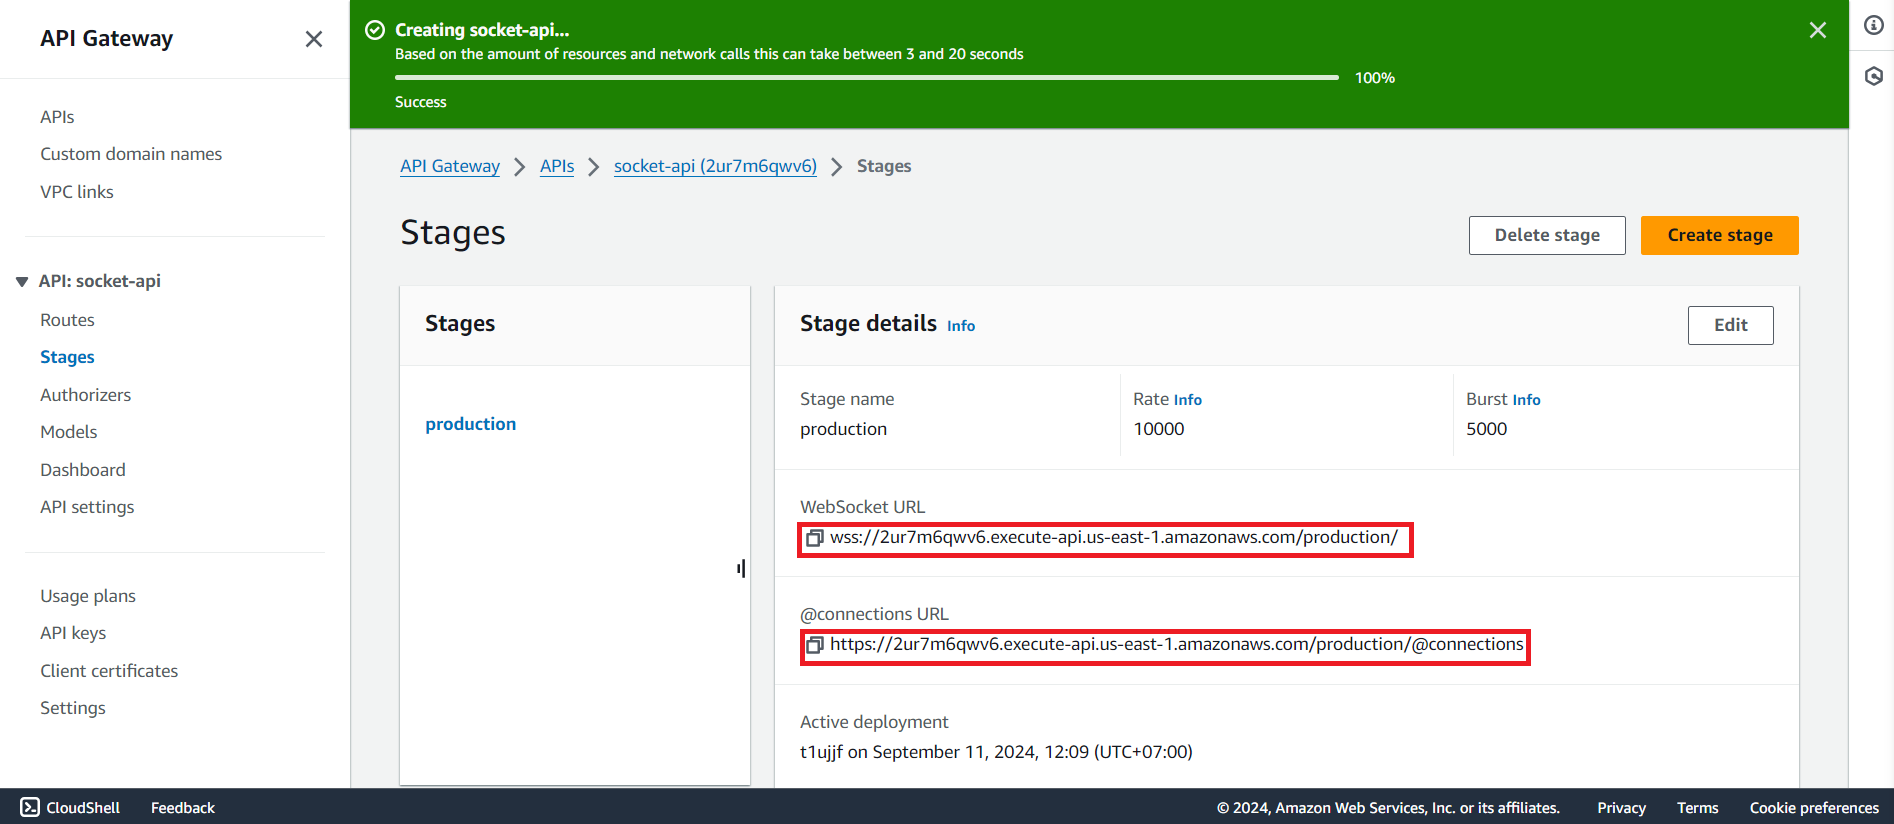 API Gateway
APIs
Custom domain names
VPC links
API: socket-api
Routes
Stages
Authorizers
Models
Dashboard
API settings
Usage plans
API keys
Client certificates
Settings
Creating socket-api...
Based on the amount of resources and network calls this can take between 3 and 20 seconds
100%
Success
API Gateway > APIs > socket-api (2ur7m6qwv6) > Stages
Stages
Delete stage
Create stage
Stages
production
Stage details Info
Edit
Stage name
production
Rate Info
10000
Burst Info
5000
WebSocket URL
wss://2ur7m6qwv6.execute-api.us-east-1.amazonaws.com/production/
@connections URL
https://2ur7m6qwv6.execute-api.us-east-1.amazonaws.com/production/@connections
Active deployment
t1ujjf on September 11, 2024, 12:09 (UTC+07:00)
CloudShell Feedback © 2024, Amazon Web Services, Inc. or its affiliates. Privacy Terms Cookie preferences